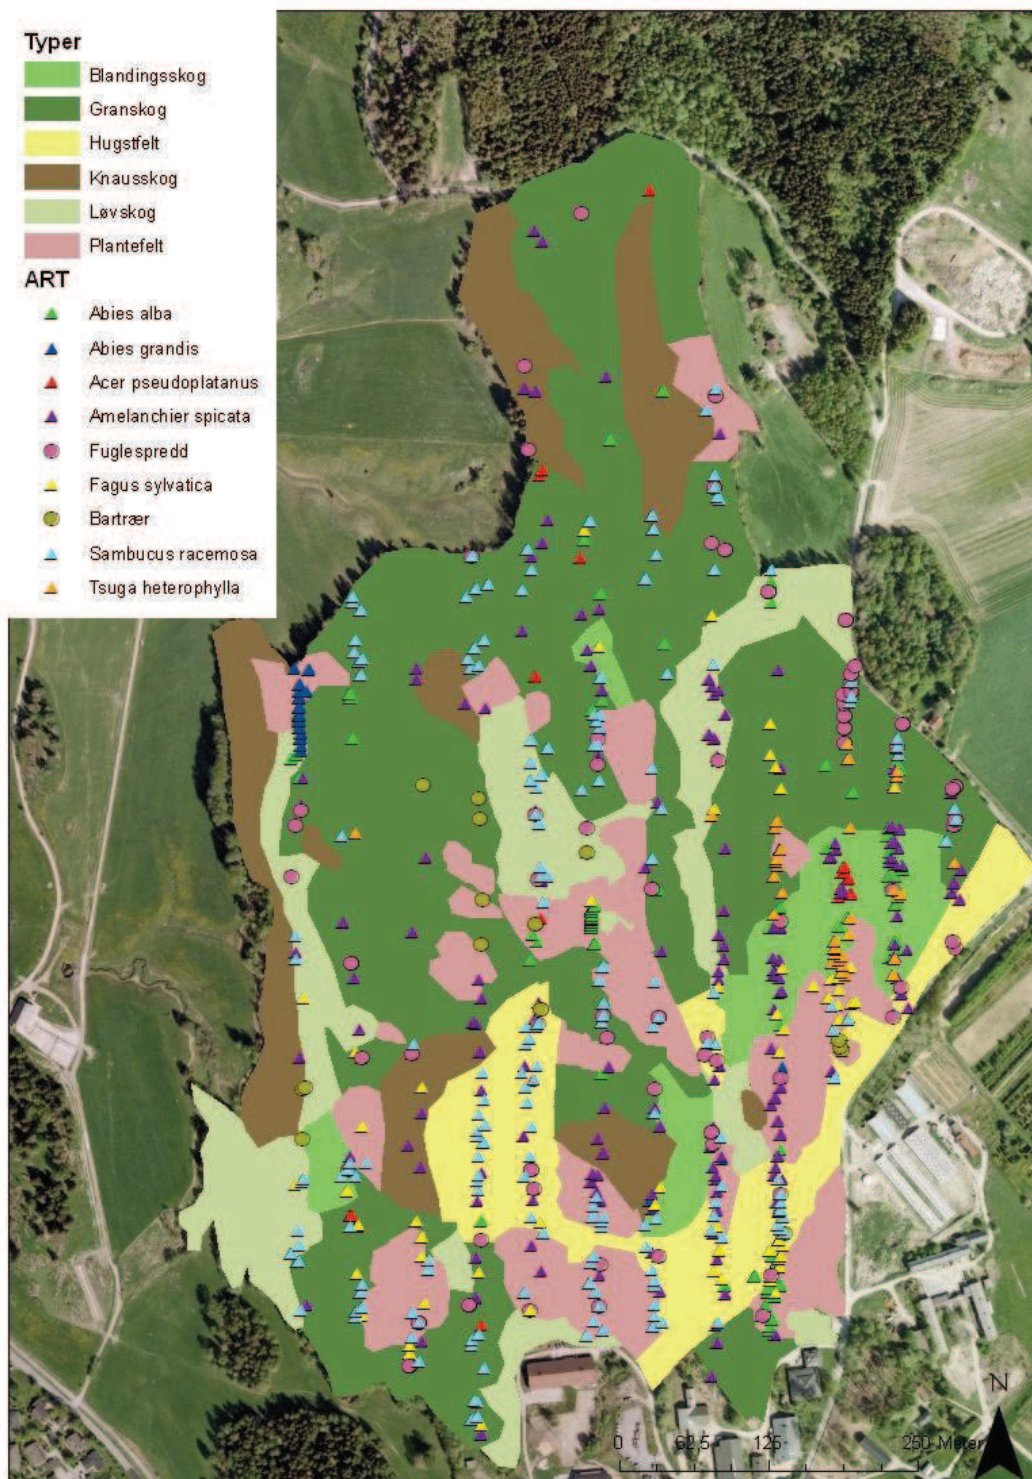 Typer
Blandingsskog
Granskog
Hugstfelt
Knausskog
Løvskog
Plantefelt
ART
Abies alba
Abies grandis
Acer pseudoplatanus
Amelanchier spicata
Fuglespredd
Fagus sylvatica
Bartrær
Sambucus racemosa
Tsuga heterophylla
N
0 62,5 125 250 Meter